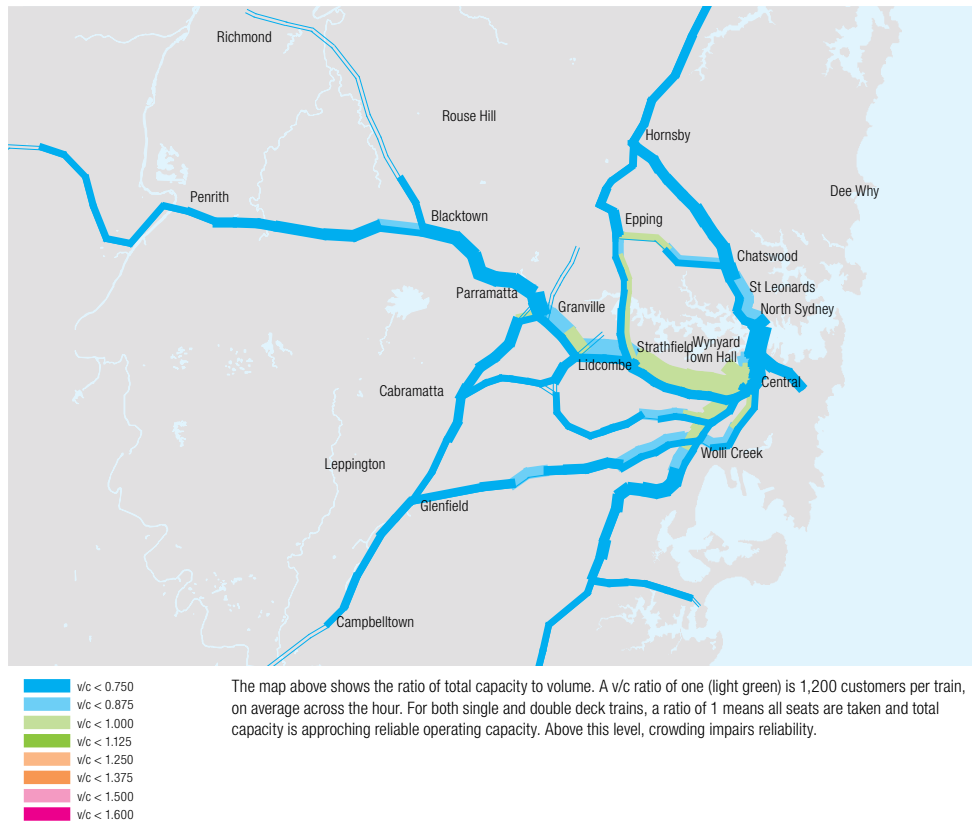 Richmond
Rouse Hill
Hornsby
Dee Why
Penrith
Blacktown
Epping
Chatswood
St Leonards
Parramatta
Granville
North Sydney
Strathfield
Wynyard
Town Hall
Lidcombe
Central
Cabramatta
Wolli Creek
Leppington
Glenfield
Campbelltown
v/c < 0.750
v/c < 0.875
v/c < 1.000
v/c < 1.125
v/c < 1.250
v/c < 1.375
v/c < 1.500
v/c < 1.600
The map above shows the ratio of total capacity to volume. A v/c ratio of one (light green) is 1,200 customers per train,
on average across the hour. For both single and double deck trains, a ratio of 1 means all seats are taken and total
capacity is approching reliable operating capacity. Above this level, crowding impairs reliability.